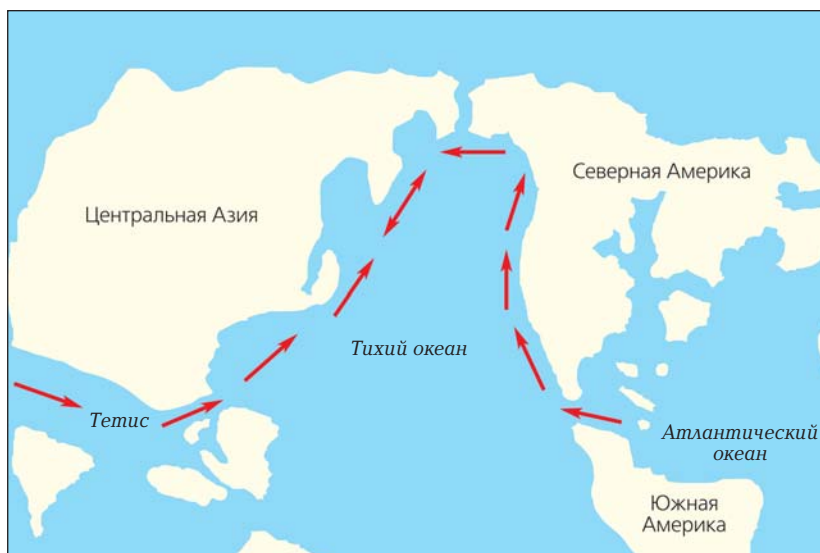 Северная Америка
Центральная Азия
Тихий океан
Тетис
Атлантический
океан
Южная
Америка